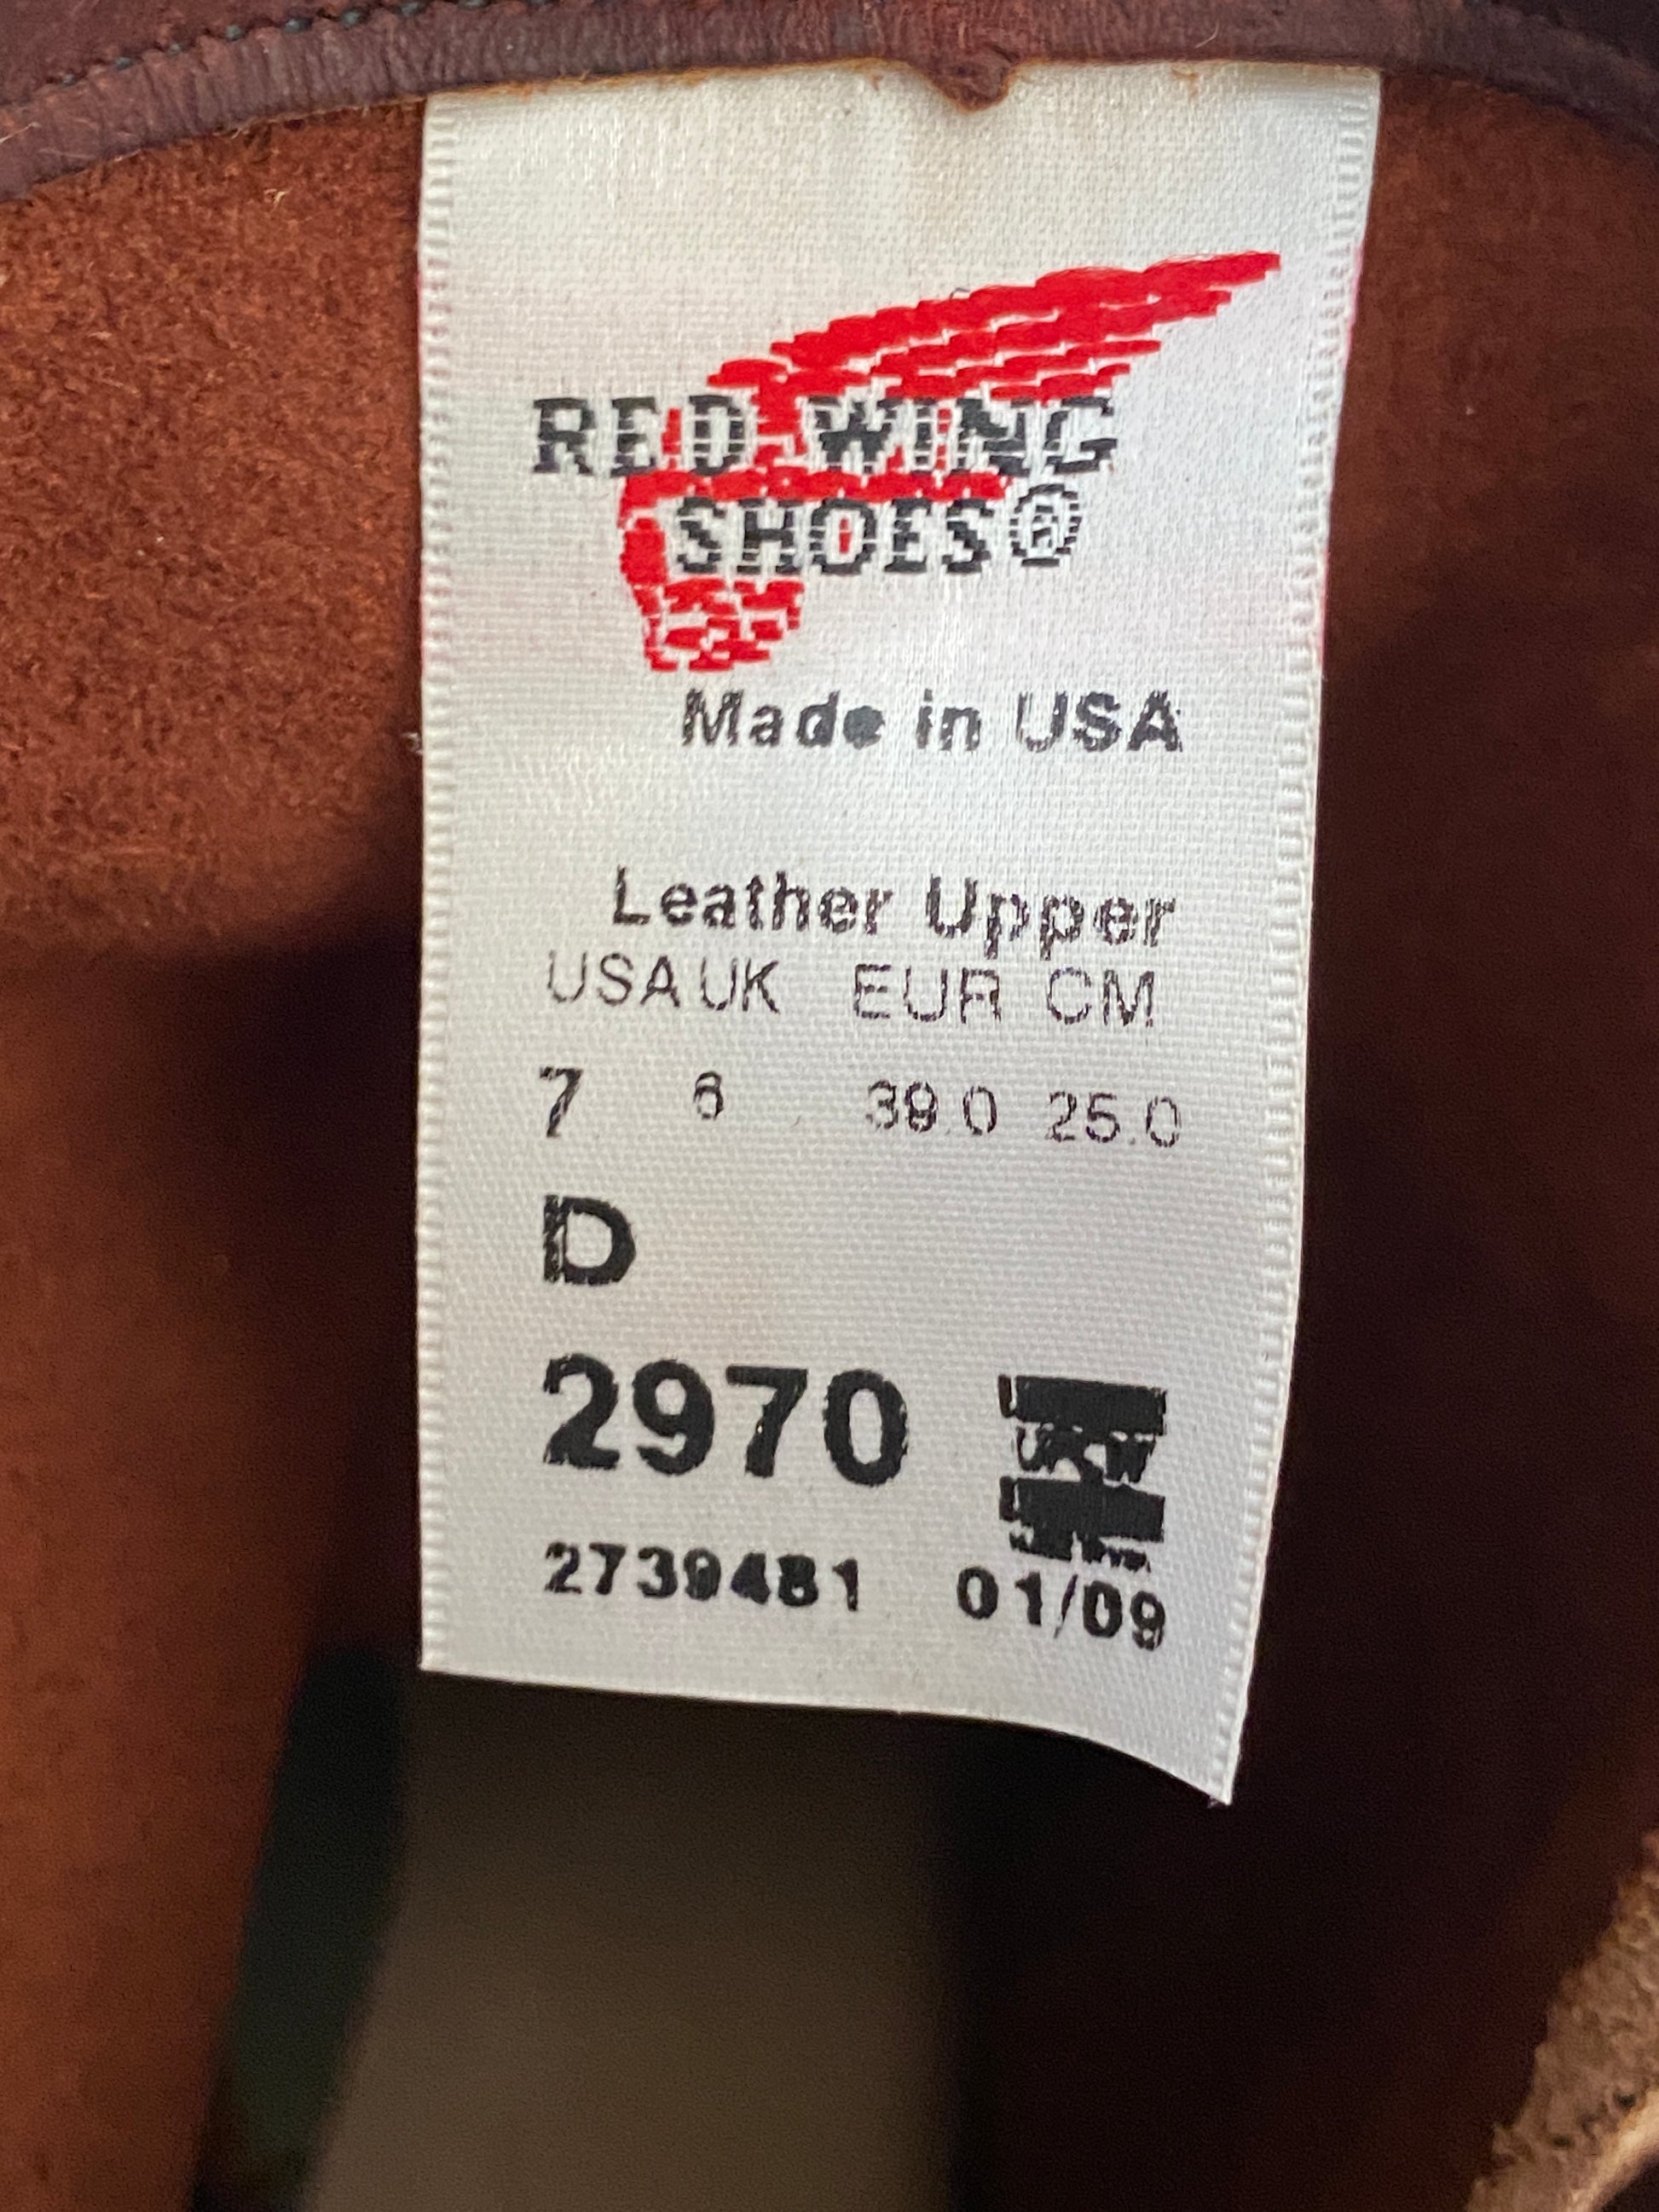 RED WING
SHOES®
Made in USA
Leather Upper
USA UK EUR CM
7 6 39.0 25.0
D
2970
2739481 01/09